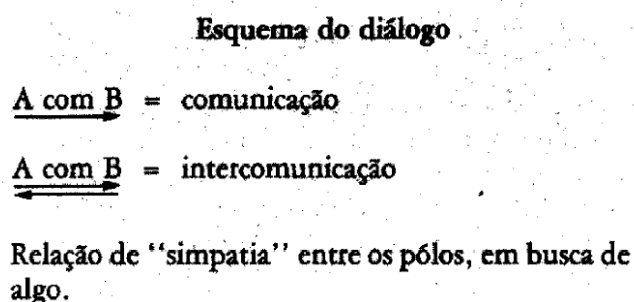 Esquema do diálogo
A com B = comunicação
A com B = intercomunicação
Relação de ‘‘simpatia’’ entre os pólos, em busca de
algo.